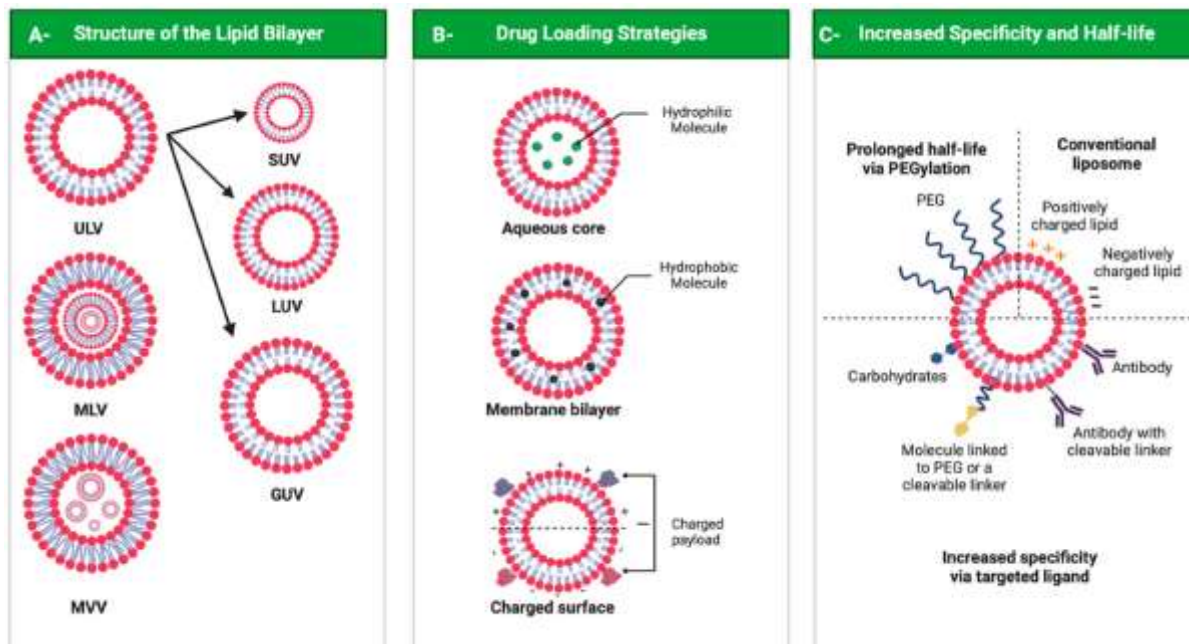 A- Structure of the Lipid Bilayer
ULV
SUV
LUV
MLV
GUV
MVV
B- Drug Loading Strategies
Hydrophilic
Molecule
Aqueous core
Hydrophobic
Molecule
Membrane bilayer
Charged
payload
Charged surface
C- Increased Specificity and Half-life
Prolonged half-life
via PEGylation
Conventional
liposome
PEG
Positively
charged lipid
Negatively
charged lipid
Carbohydrates
Antibody
Molecule linked
to PEG or a
cleavable linker
Antibody with
cleavable linker
Increased specificity
via targeted ligand